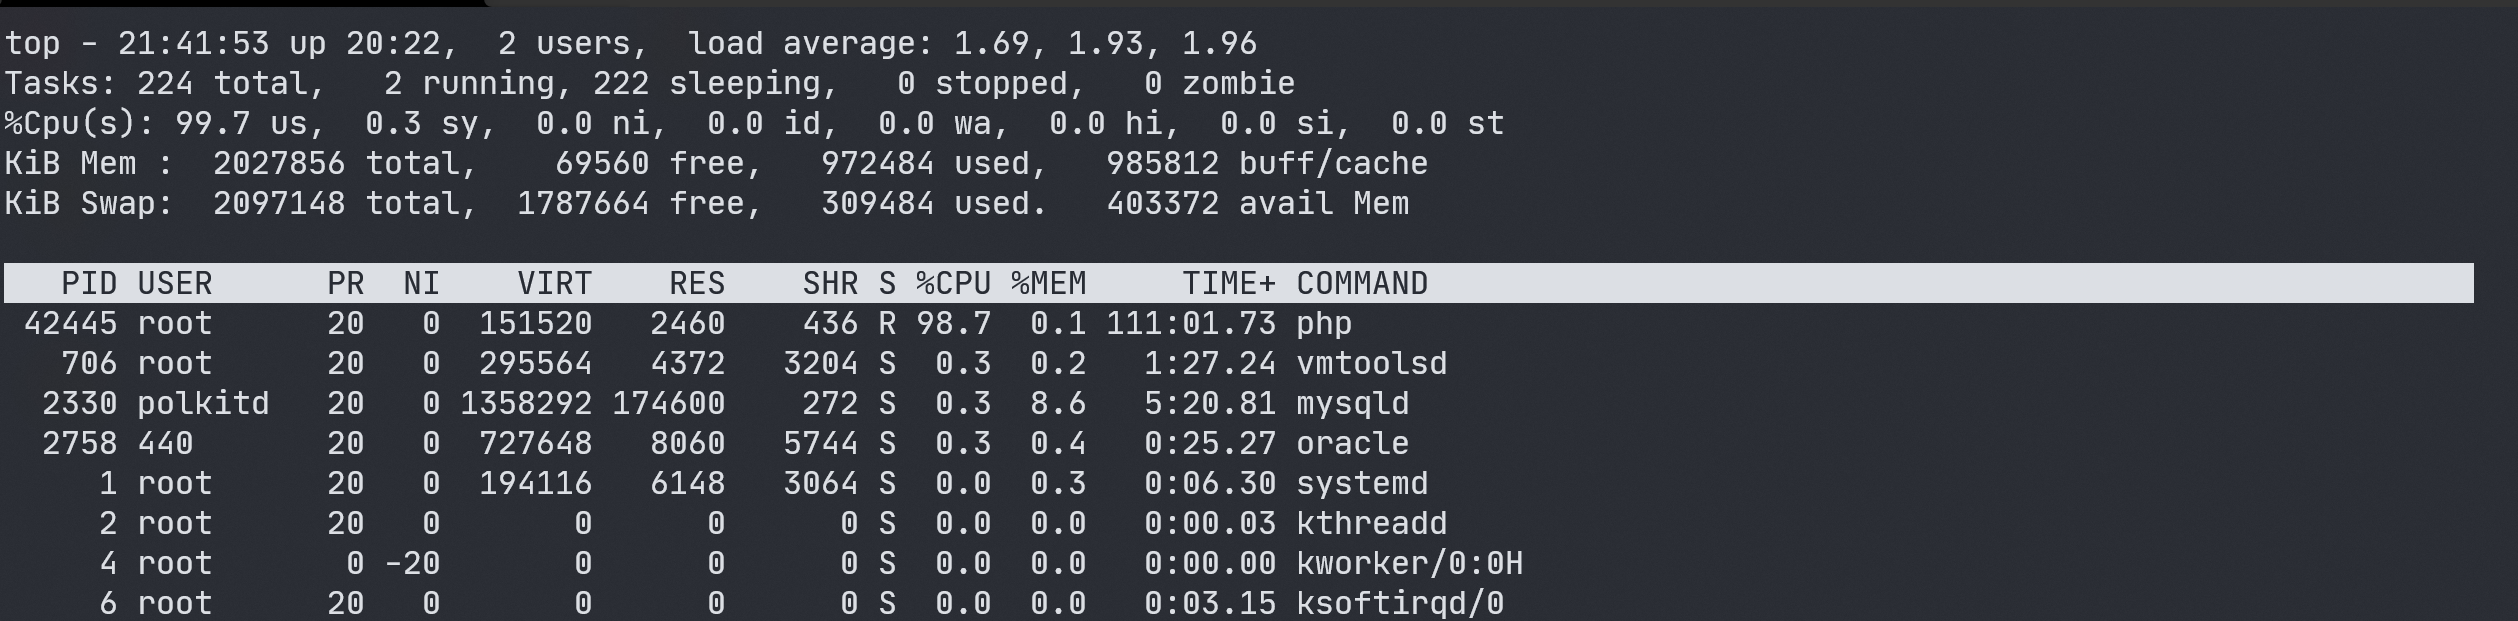 top - 21:41:53 up 20:22,  2 users,  load average: 1.69, 1.93, 1.96
Tasks: 224 total,   2 running, 222 sleeping,   0 stopped,   0 zombie
%Cpu(s): 99.7 us,  0.3 sy,  0.0 ni,  0.0 id,  0.0 wa,  0.0 hi,  0.0 si,  0.0 st
KiB Mem :  2027856 total,    69560 free,   972484 used,   985812 buff/cache
KiB Swap:  2097148 total,  1787664 free,   309484 used.   403372 avail Mem
   PID USER      PR  NI    VIRT    RES    SHR S %CPU %MEM     TIME+ COMMAND
 42445 root      20   0  151520   2460    436 R 98.7  0.1 111:01.73 php
   706 root      20   0  295564   4372   3204 S  0.3  0.2   1:27.24 vmtoolsd
  2330 polkitd   20   0 1358292 174600    272 S  0.3  8.6   5:20.81 mysqld
  2758 440       20   0  727648   8060   5744 S  0.3  0.4   0:25.27 oracle
     1 root      20   0  194116   6148   3064 S  0.0  0.3   0:06.30 systemd
     2 root      20   0       0      0      0 S  0.0  0.0   0:00.03 kthreadd
     4 root       0 -20       0      0      0 S  0.0  0.0   0:00.00 kworker/0:0H
     6 root      20   0       0      0      0 S  0.0  0.0   0:03.15 ksoftirqd/0